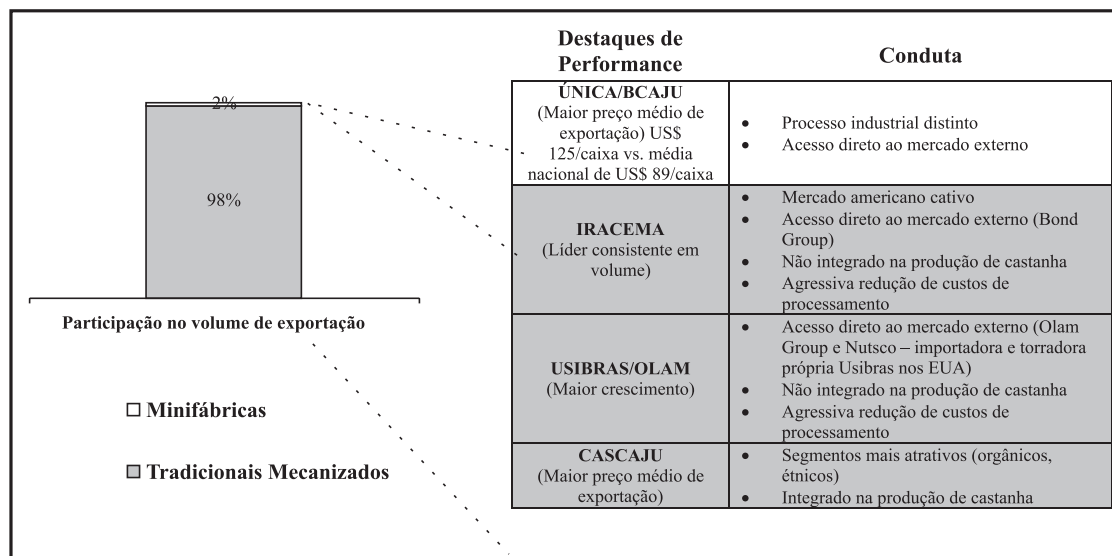 2%
98%
Participação no volume de exportação
Minifábricas
Tradicionais Mecanizados
Destaques de
Performance
Conduta
ÚNICA/BCAJU
(Maior preço médio de
exportação) US$
125/caixa vs. média
nacional de US$ 89/caixa
• Processo industrial distinto
• Acesso direto ao mercado externo
IRACEMA
(Líder consistente em
volume)
• Mercado americano cativo
• Acesso direto ao mercado externo (Bond
Group)
• Não integrado na produção de castanha
• Agressiva redução de custos de
processamento
USIBRAS/OLAM
(Maior crescimento)
• Acesso direto ao mercado externo (Olam
Group e Nutsco – importadora e torradora
própria Usibras nos EUA)
• Não integrado na produção de castanha
• Agressiva redução de custos de
processamento
CASCAJU
(Maior preço médio de
exportação)
• Segmentos mais atrativos (orgânicos,
étnicos)
• Integrado na produção de castanha